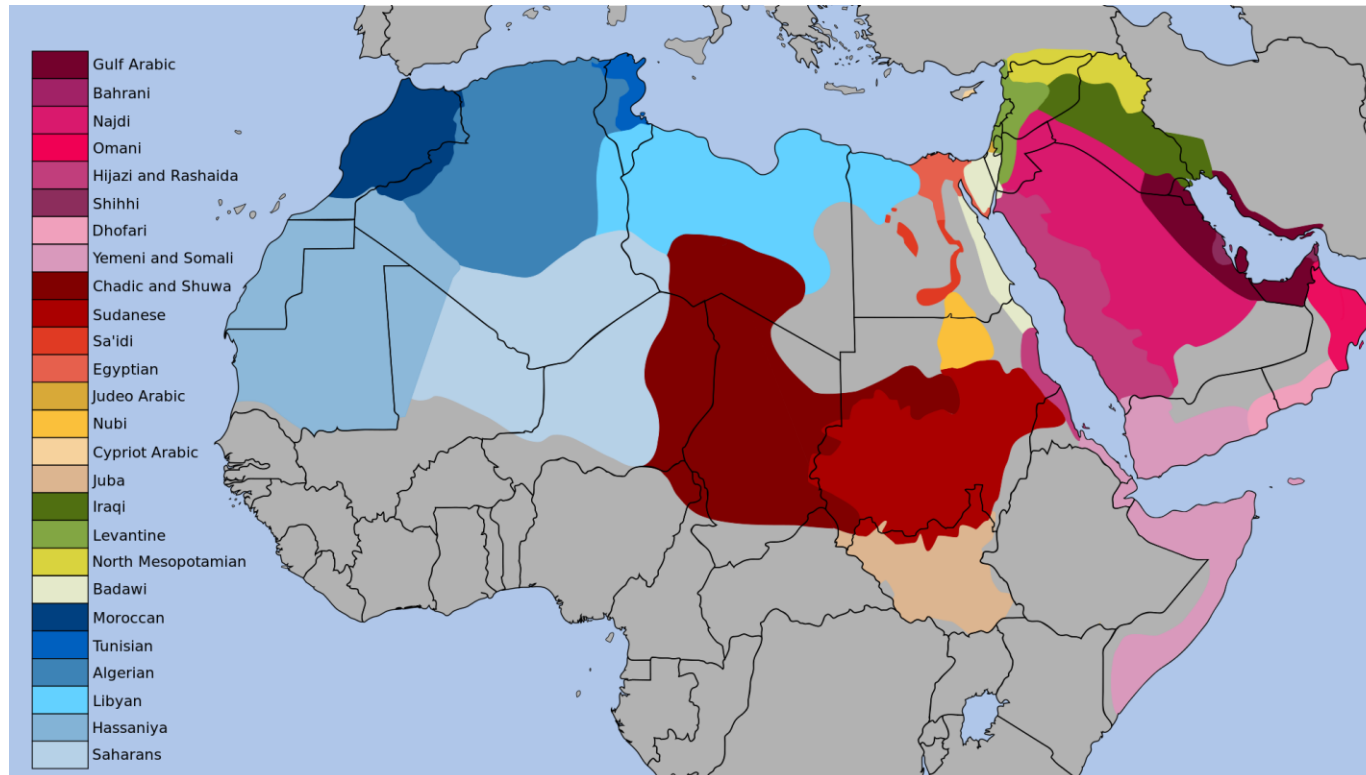 Gulf Arabic
Bahrani
Najdi
Omani
Hijazi and Rashaida
Shihhi
Dhofari
Yemeni and Somali
Chadic and Shuwa
Sudanese
Sa'idi
Egyptian
Judeo Arabic
Nubi
Cypriot Arabic
Juba
Iraqi
Levantine
North Mesopotamian
Badawi
Moroccan
Tunisian
Algerian
Libyan
Hassaniya
Saharans